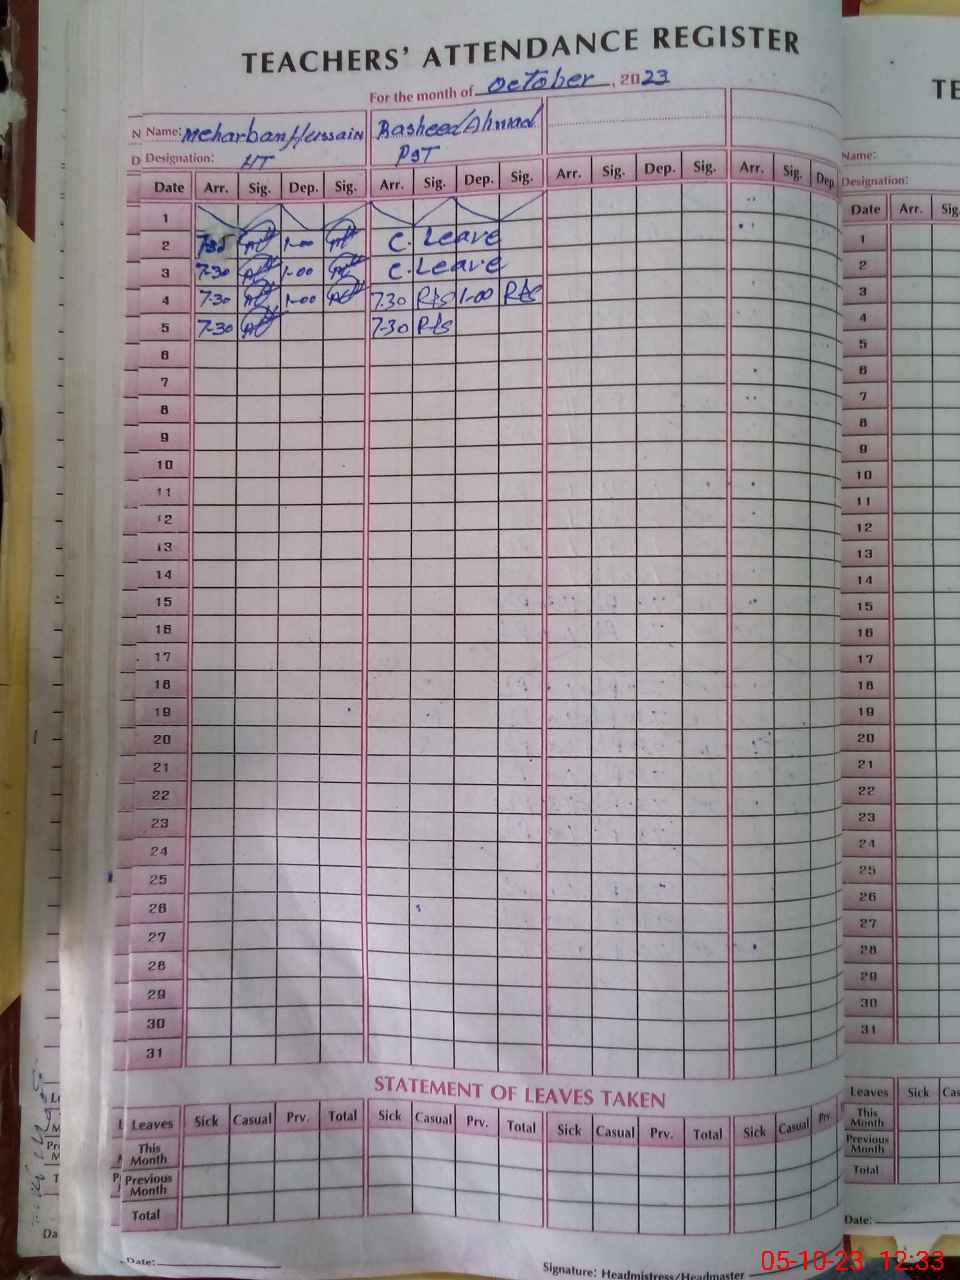 TEACHERS' ATTENDANCE REGISTER
For the month of October, 2023
Name: Meharban Hussain Rasheed Ahmad
Designation: HT PST
Date Arr. Sig. Dep. Sig. Arr. Sig. Dep. Sig. Arr. Sig. Dep. Sig. Arr. Sig. Dep.
1
2 1-00 C. Leave
3 7-30 1-00 C. Leave
4 7-30 1-00 7.30 1-00
5 7-30 7-30
6
7
8
9
10
11
12
13
14
15
16
17
18
19
20
21
22
23
24
25
26
27
28
29
30
31
STATEMENT OF LEAVES TAKEN
Leaves Sick Casual Prv. Total Sick Casual Prv. Total Sick Casual Prv. Total Sick Casual Prv.
This Month
Previous Month
Total
Date:
Signature: Headmistress/Headmaster
TE
Name:
Designation:
Date Arr. Sig
1
2
3
4
5
6
7
8
9
10
11
12
13
14
15
16
17
18
19
20
21
22
23
24
25
26
27
28
29
30
31
Leaves Sick Cas
This Month
Previous Month
Total
Date:
05-10-23 12:33